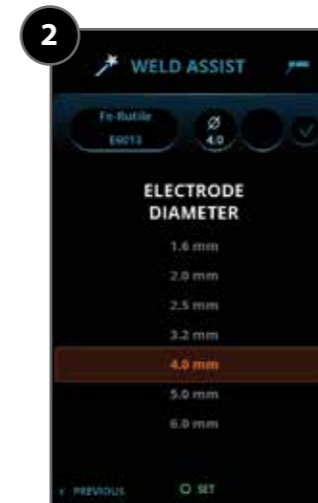 2
WELD ASSIST
Fe-Rutile
E6013
Ø
4.0
ELECTRODE
DIAMETER
1.6 mm
2.0 mm
2.5 mm
3.2 mm
4.0 mm
5.0 mm
6.0 mm
‹ PREVIOUS
SET